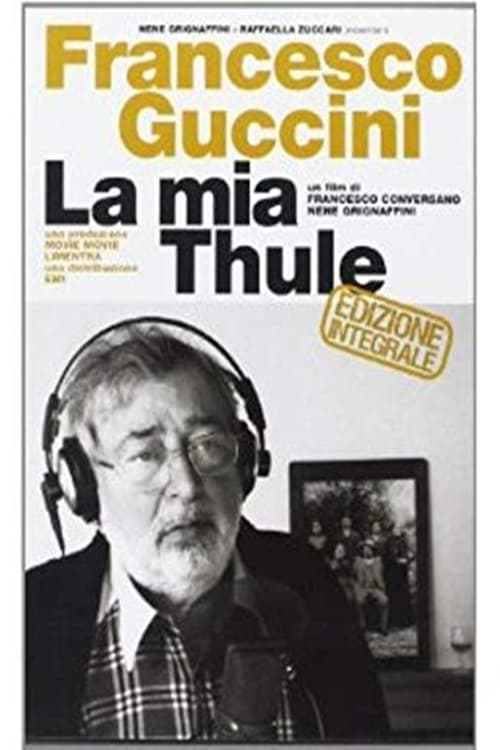 NENE GRIGNAFFINI e RAFFAELLA ZUCCARI presentano
Francesco
Guccini
La mia
Thule
un film di
FRANCESCO CONVERSANO
NENE GRIGNAFFINI
una produzione
MOVIE MOVIE
LIMENTRA
una distribuzione
EMI
EDIZIONE
INTEGRALE